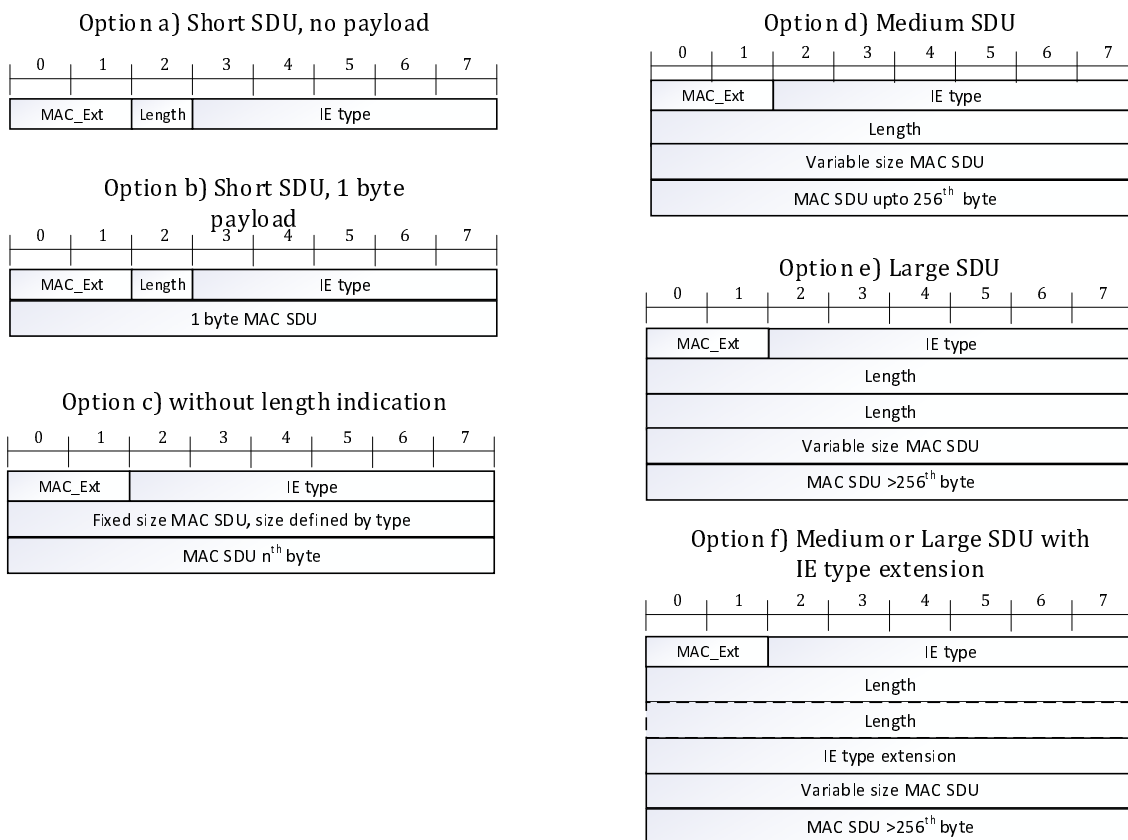 Option a) Short SDU, no payload
0 1 2 3 4 5 6 7
MAC_Ext Length IE type
Option b) Short SDU, 1 byte
payload
0 1 2 3 4 5 6 7
MAC_Ext Length IE type
1 byte MAC SDU
Option c) without length indication
0 1 2 3 4 5 6 7
MAC_Ext IE type
Fixed size MAC SDU, size defined by type
MAC SDU nth byte
Option d) Medium SDU
0 1 2 3 4 5 6 7
MAC_Ext IE type
Length
Variable size MAC SDU
MAC SDU upto 256th byte
Option e) Large SDU
0 1 2 3 4 5 6 7
MAC_Ext IE type
Length
Length
Variable size MAC SDU
MAC SDU >256th byte
Option f) Medium or Large SDU with
IE type extension
0 1 2 3 4 5 6 7
MAC_Ext IE type
Length
Length
IE type extension
Variable size MAC SDU
MAC SDU >256th byte